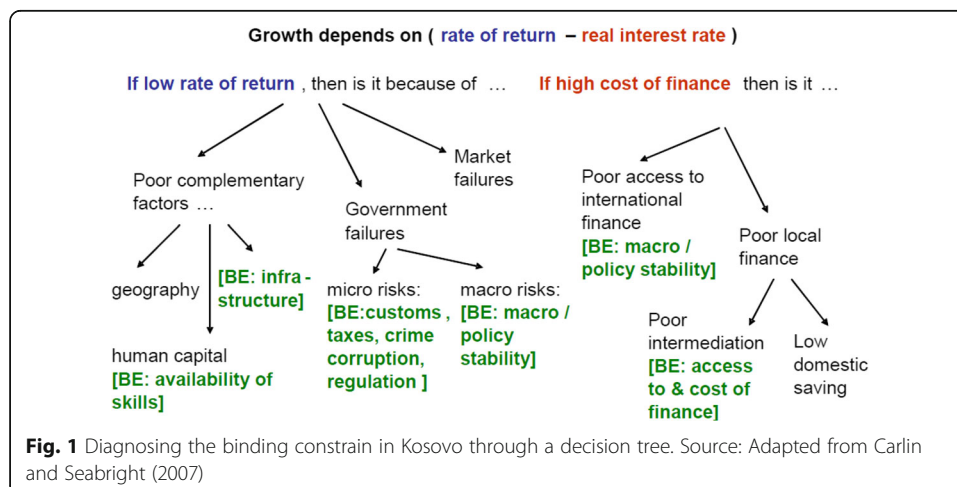 Growth depends on ( rate of return – real interest rate )
If low rate of return , then is it because of ...
If high cost of finance then is it ...
Poor complementary
factors ...
geography
human capital
[BE: availability of
skills]
[BE: infra -
structure]
Government
failures
micro risks:
[BE:customs ,
taxes, crime
corruption,
regulation ]
macro risks:
[BE: macro /
policy
stability]
Market
failures
Poor access to
international
finance
[BE: macro /
policy stability]
Poor local
finance
Poor
intermediation
[BE: access
to & cost of
finance]
Low
domestic
saving
Fig. 1 Diagnosing the binding constrain in Kosovo through a decision tree. Source: Adapted from Carlin
and Seabright (2007)